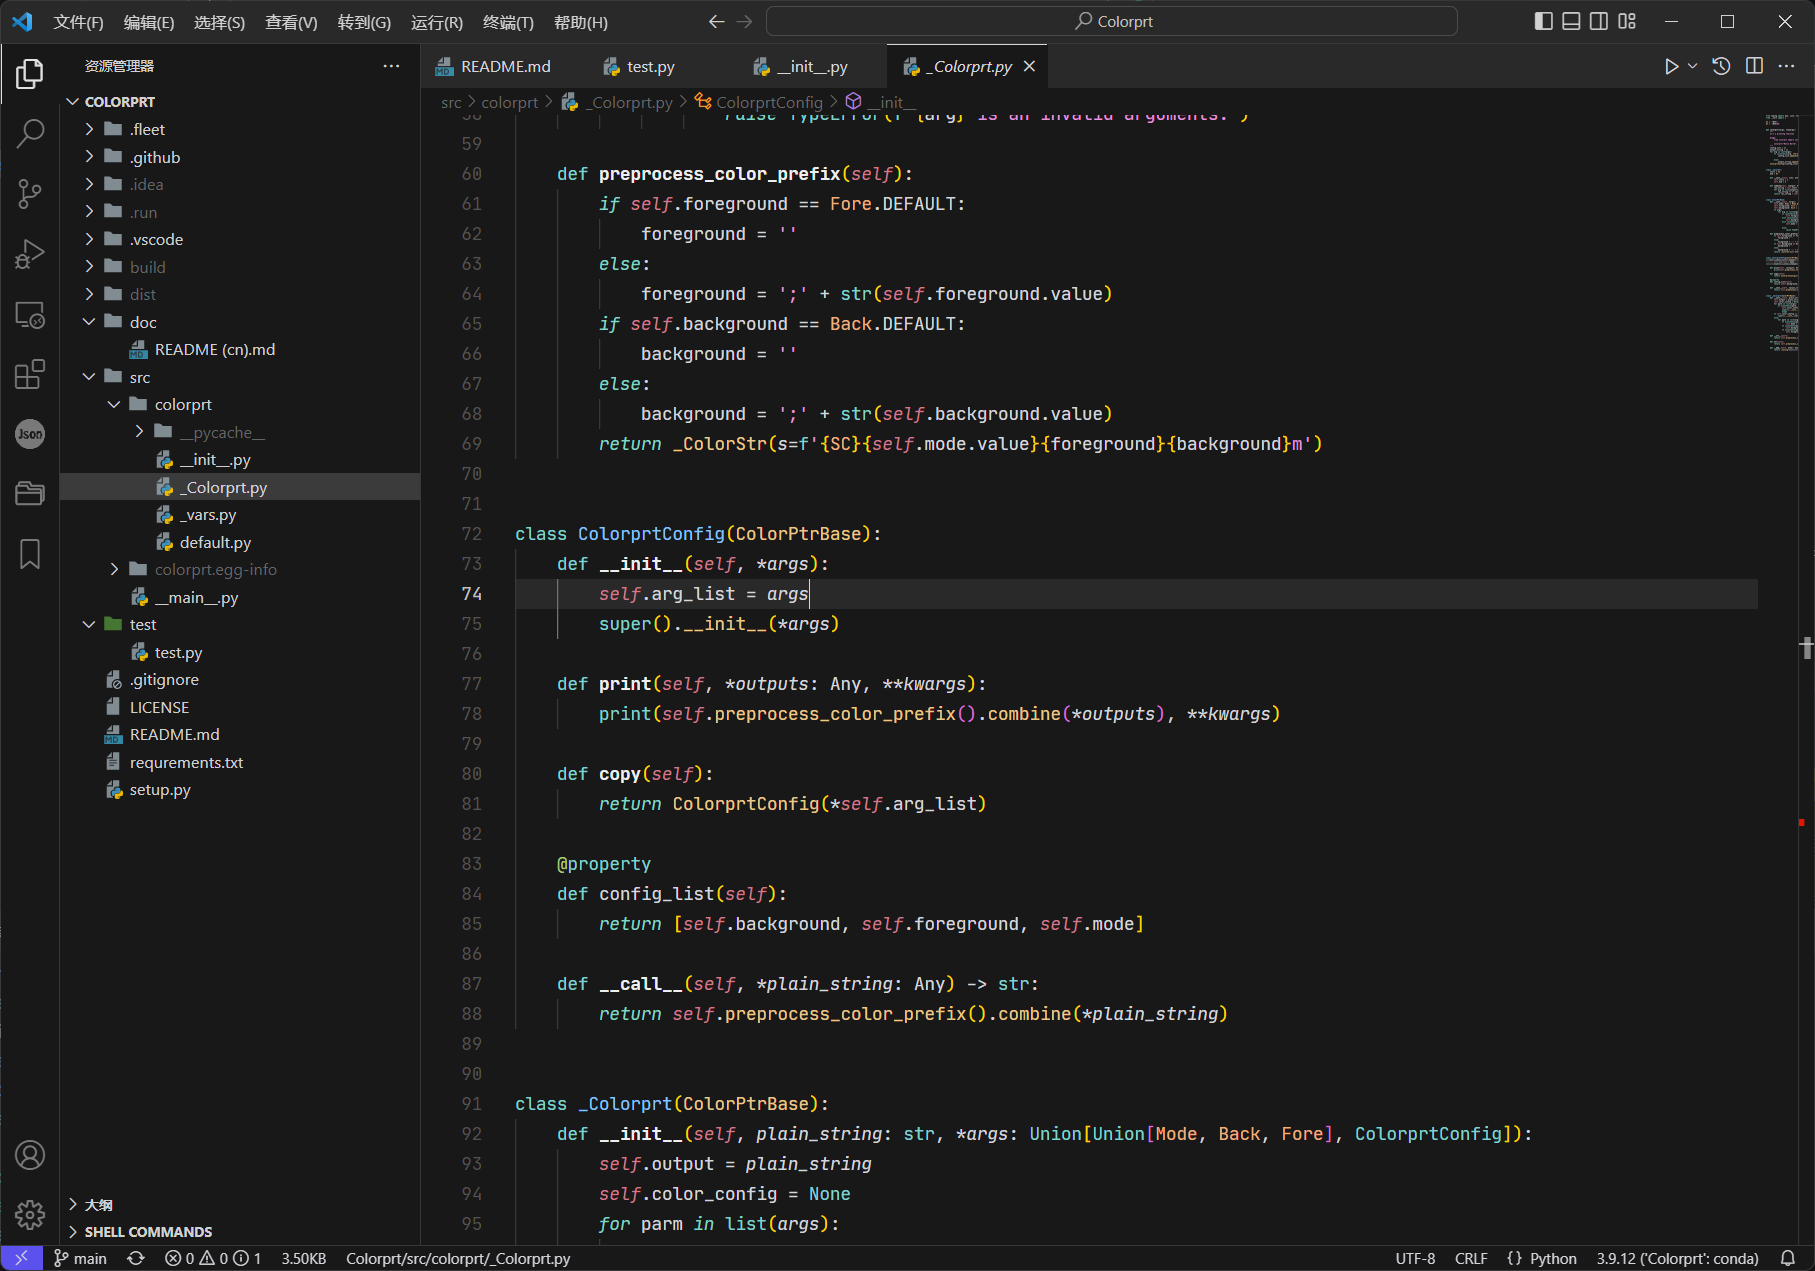 文件(F) 编辑(E) 选择(S) 查看(V) 转到(G) 运行(R) 终端(T) 帮助(H) Colorprt
资源管理器
COLORPRT
.fleet
.github
.idea
.run
.vscode
build
dist
doc
README (cn).md
src
colorprt
__pycache__
__init__.py
_Colorprt.py
_vars.py
default.py
colorprt.egg-info
__main__.py
test
test.py
.gitignore
LICENSE
README.md
requrements.txt
setup.py
大纲
SHELL COMMANDS
Json
README.md test.py __init__.py _Colorprt.py
src > colorprt > _Colorprt.py > ColorprtConfig > __init__
58 raise TypeError(f"{arg} is an invalid arguments.")
59
60 def preprocess_color_prefix(self):
61 if self.foreground == Fore.DEFAULT:
62 foreground = ''
63 else:
64 foreground = ';' + str(self.foreground.value)
65 if self.background == Back.DEFAULT:
66 background = ''
67 else:
68 background = ';' + str(self.background.value)
69 return _ColorStr(s=f'{SC}{self.mode.value}{foreground}{background}m')
70
71
72 class ColorprtConfig(ColorPtrBase):
73 def __init__(self, *args):
74 self.arg_list = args
75 super().__init__(*args)
76
77 def print(self, *outputs: Any, **kwargs):
78 print(self.preprocess_color_prefix().combine(*outputs), **kwargs)
79
80 def copy(self):
81 return ColorprtConfig(*self.arg_list)
82
83 @property
84 def config_list(self):
85 return [self.background, self.foreground, self.mode]
86
87 def __call__(self, *plain_string: Any) -> str:
88 return self.preprocess_color_prefix().combine(*plain_string)
89
90
91 class _Colorprt(ColorPtrBase):
92 def __init__(self, plain_string: str, *args: Union[Union[Mode, Back, Fore], ColorprtConfig]):
93 self.output = plain_string
94 self.color_config = None
95 for parm in list(args):
main 0 0 1 3.50KB Colorprt/src/colorprt/_Colorprt.py UTF-8 CRLF {} Python 3.9.12 ('Colorprt': conda)